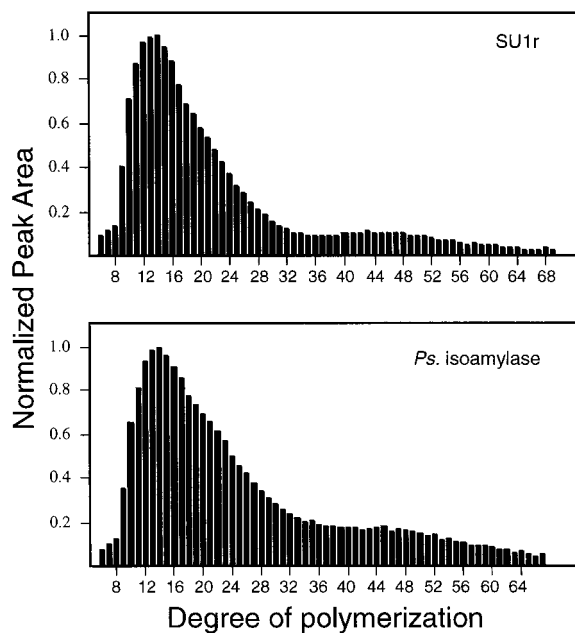 Normalized Peak Area
SU1r
1.0
0.8
0.6
0.4
0.2
8 12 16 20 24 28 32 36 40 44 48 52 56 60 64 68
Ps. isoamylase
1.0
0.8
0.6
0.4
0.2
8 12 16 20 24 28 32 36 40 44 48 52 56 60 64
Degree of polymerization